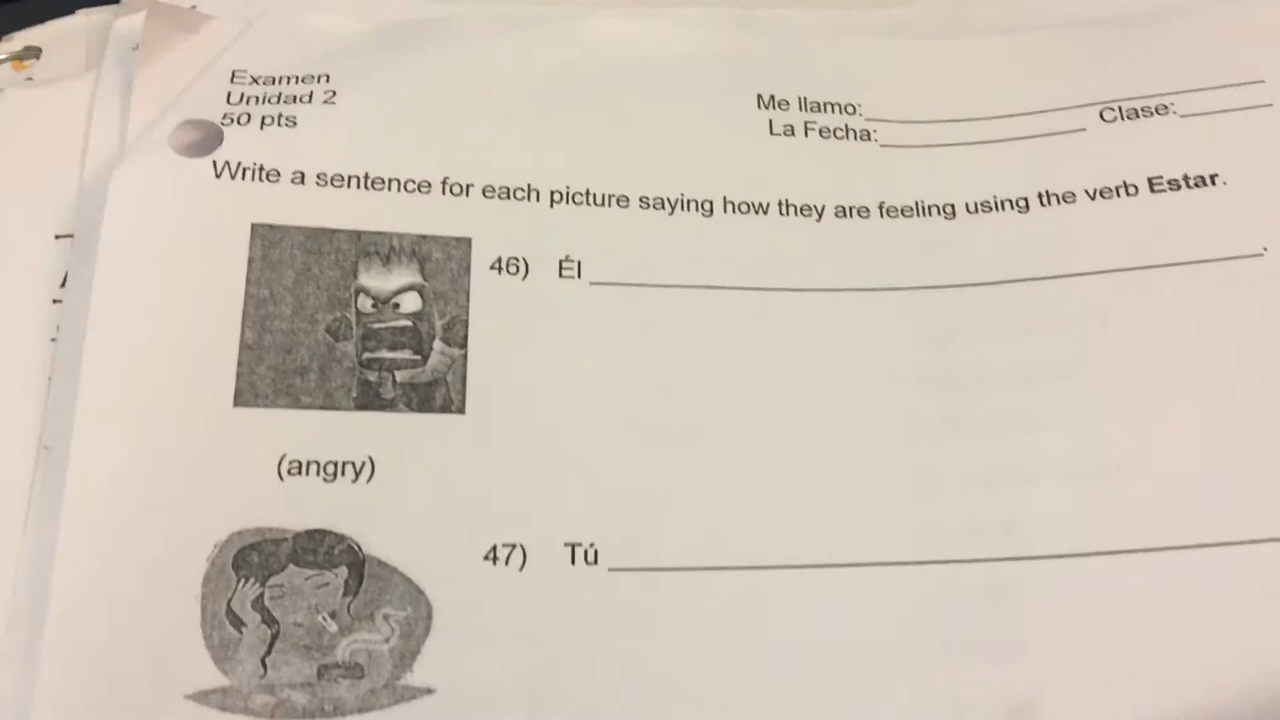 Examen
Unidad 2
50 pts
Me llamo:
La Fecha:
Clase:
Write a sentence for each picture saying how they are feeling using the verb Estar.
46) Él .
(angry)
47) Tú